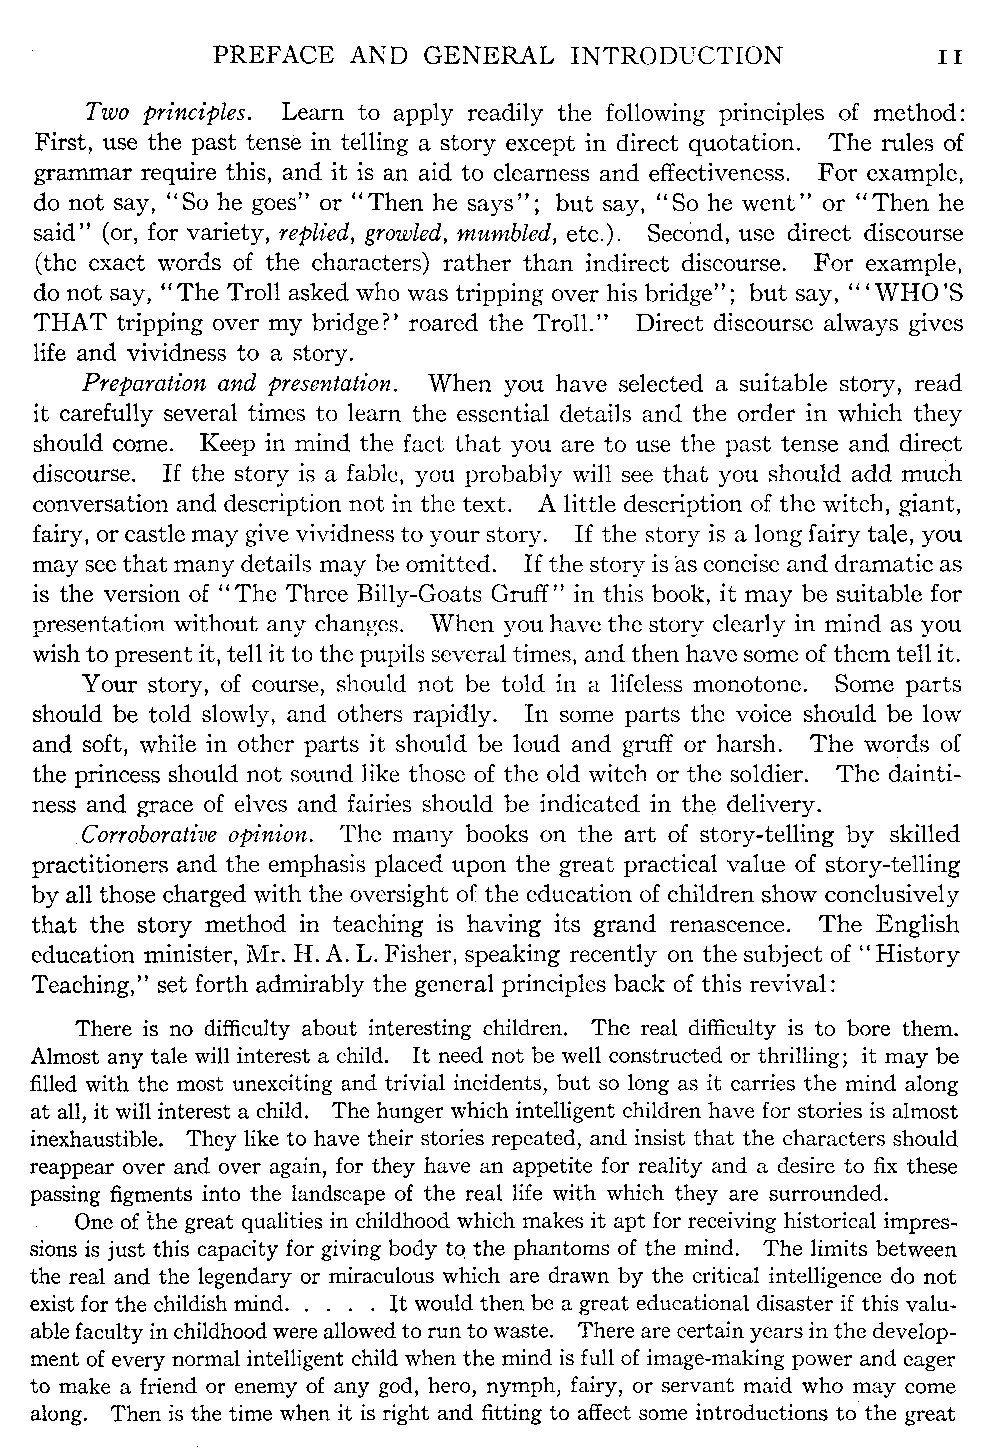 PREFACE AND GENERAL INTRODUCTION 11
Two principles. Learn to apply readily the following principles of method:
First, use the past tense in telling a story except in direct quotation. The rules of
grammar require this, and it is an aid to clearness and effectiveness. For example,
do not say, "So he goes" or "Then he says"; but say, "So he went" or "Then he
said" (or, for variety, replied, growled, mumbled, etc.). Second, use direct discourse
(the exact words of the characters) rather than indirect discourse. For example,
do not say, "The Troll asked who was tripping over his bridge"; but say, "'WHO'S
THAT tripping over my bridge?' roared the Troll." Direct discourse always gives
life and vividness to a story.
Preparation and presentation. When you have selected a suitable story, read
it carefully several times to learn the essential details and the order in which they
should come. Keep in mind the fact that you are to use the past tense and direct
discourse. If the story is a fable, you probably will see that you should add much
conversation and description not in the text. A little description of the witch, giant,
fairy, or castle may give vividness to your story. If the story is a long fairy tale, you
may see that many details may be omitted. If the story is as concise and dramatic as
is the version of "The Three Billy-Goats Gruff" in this book, it may be suitable for
presentation without any changes. When you have the story clearly in mind as you
wish to present it, tell it to the pupils several times, and then have some of them tell it.
Your story, of course, should not be told in a lifeless monotone. Some parts
should be told slowly, and others rapidly. In some parts the voice should be low
and soft, while in other parts it should be loud and gruff or harsh. The words of
the princess should not sound like those of the old witch or the soldier. The dainti-
ness and grace of elves and fairies should be indicated in the delivery.
Corroborative opinion. The many books on the art of story-telling by skilled
practitioners and the emphasis placed upon the great practical value of story-telling
by all those charged with the oversight of the education of children show conclusively
that the story method in teaching is having its grand renascence. The English
education minister, Mr. H. A. L. Fisher, speaking recently on the subject of "History
Teaching," set forth admirably the general principles back of this revival:
There is no difficulty about interesting children. The real difficulty is to bore them.
Almost any tale will interest a child. It need not be well constructed or thrilling; it may be
filled with the most unexciting and trivial incidents, but so long as it carries the mind along
at all, it will interest a child. The hunger which intelligent children have for stories is almost
inexhaustible. They like to have their stories repeated, and insist that the characters should
reappear over and over again, for they have an appetite for reality and a desire to fix these
passing figments into the landscape of the real life with which they are surrounded.
One of the great qualities in childhood which makes it apt for receiving historical impres-
sions is just this capacity for giving body to the phantoms of the mind. The limits between
the real and the legendary or miraculous which are drawn by the critical intelligence do not
exist for the childish mind. . . . . It would then be a great educational disaster if this valu-
able faculty in childhood were allowed to run to waste. There are certain years in the develop-
ment of every normal intelligent child when the mind is full of image-making power and eager
to make a friend or enemy of any god, hero, nymph, fairy, or servant maid who may come
along. Then is the time when it is right and fitting to affect some introductions to the great